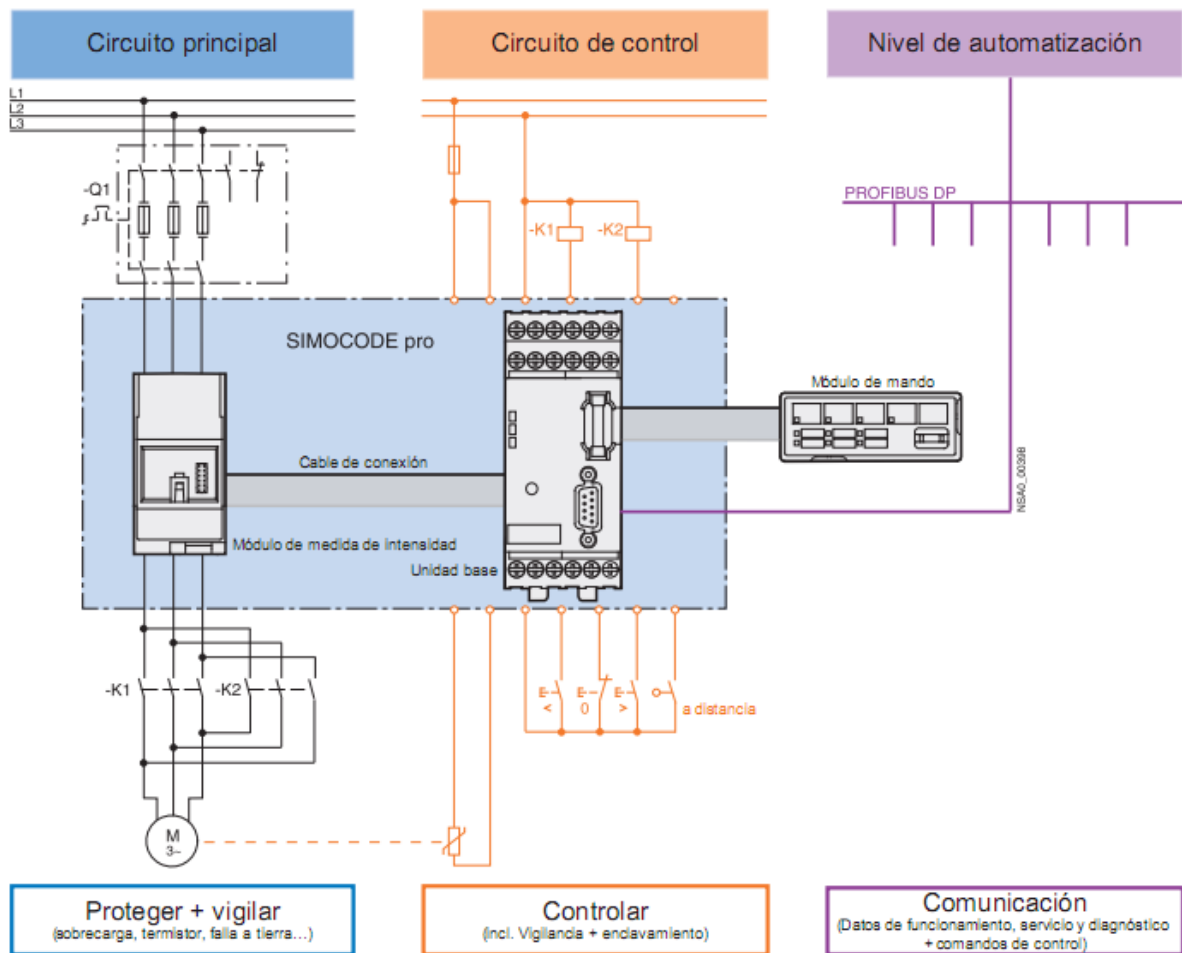 Circuito principal
Circuito de control
Nivel de automatización
L1
L2
L3
-Q1
PROFIBUS DP
-K1
-K2
SIMOCODE pro
Módulo de mando
Cable de conexión
NSA0_00398
Módulo de medida de intensidad
Unidad base
-K1
-K2
E
E
E
<
0
>
a distancia
M
3~
Proteger + vigilar
(sobrecarga, termistor, falla a tierra...)
Controlar
(incl. Vigilancia + enclavamiento)
Comunicación
(Datos de funcionamiento, servicio y diagnóstico
+ comandos de control)